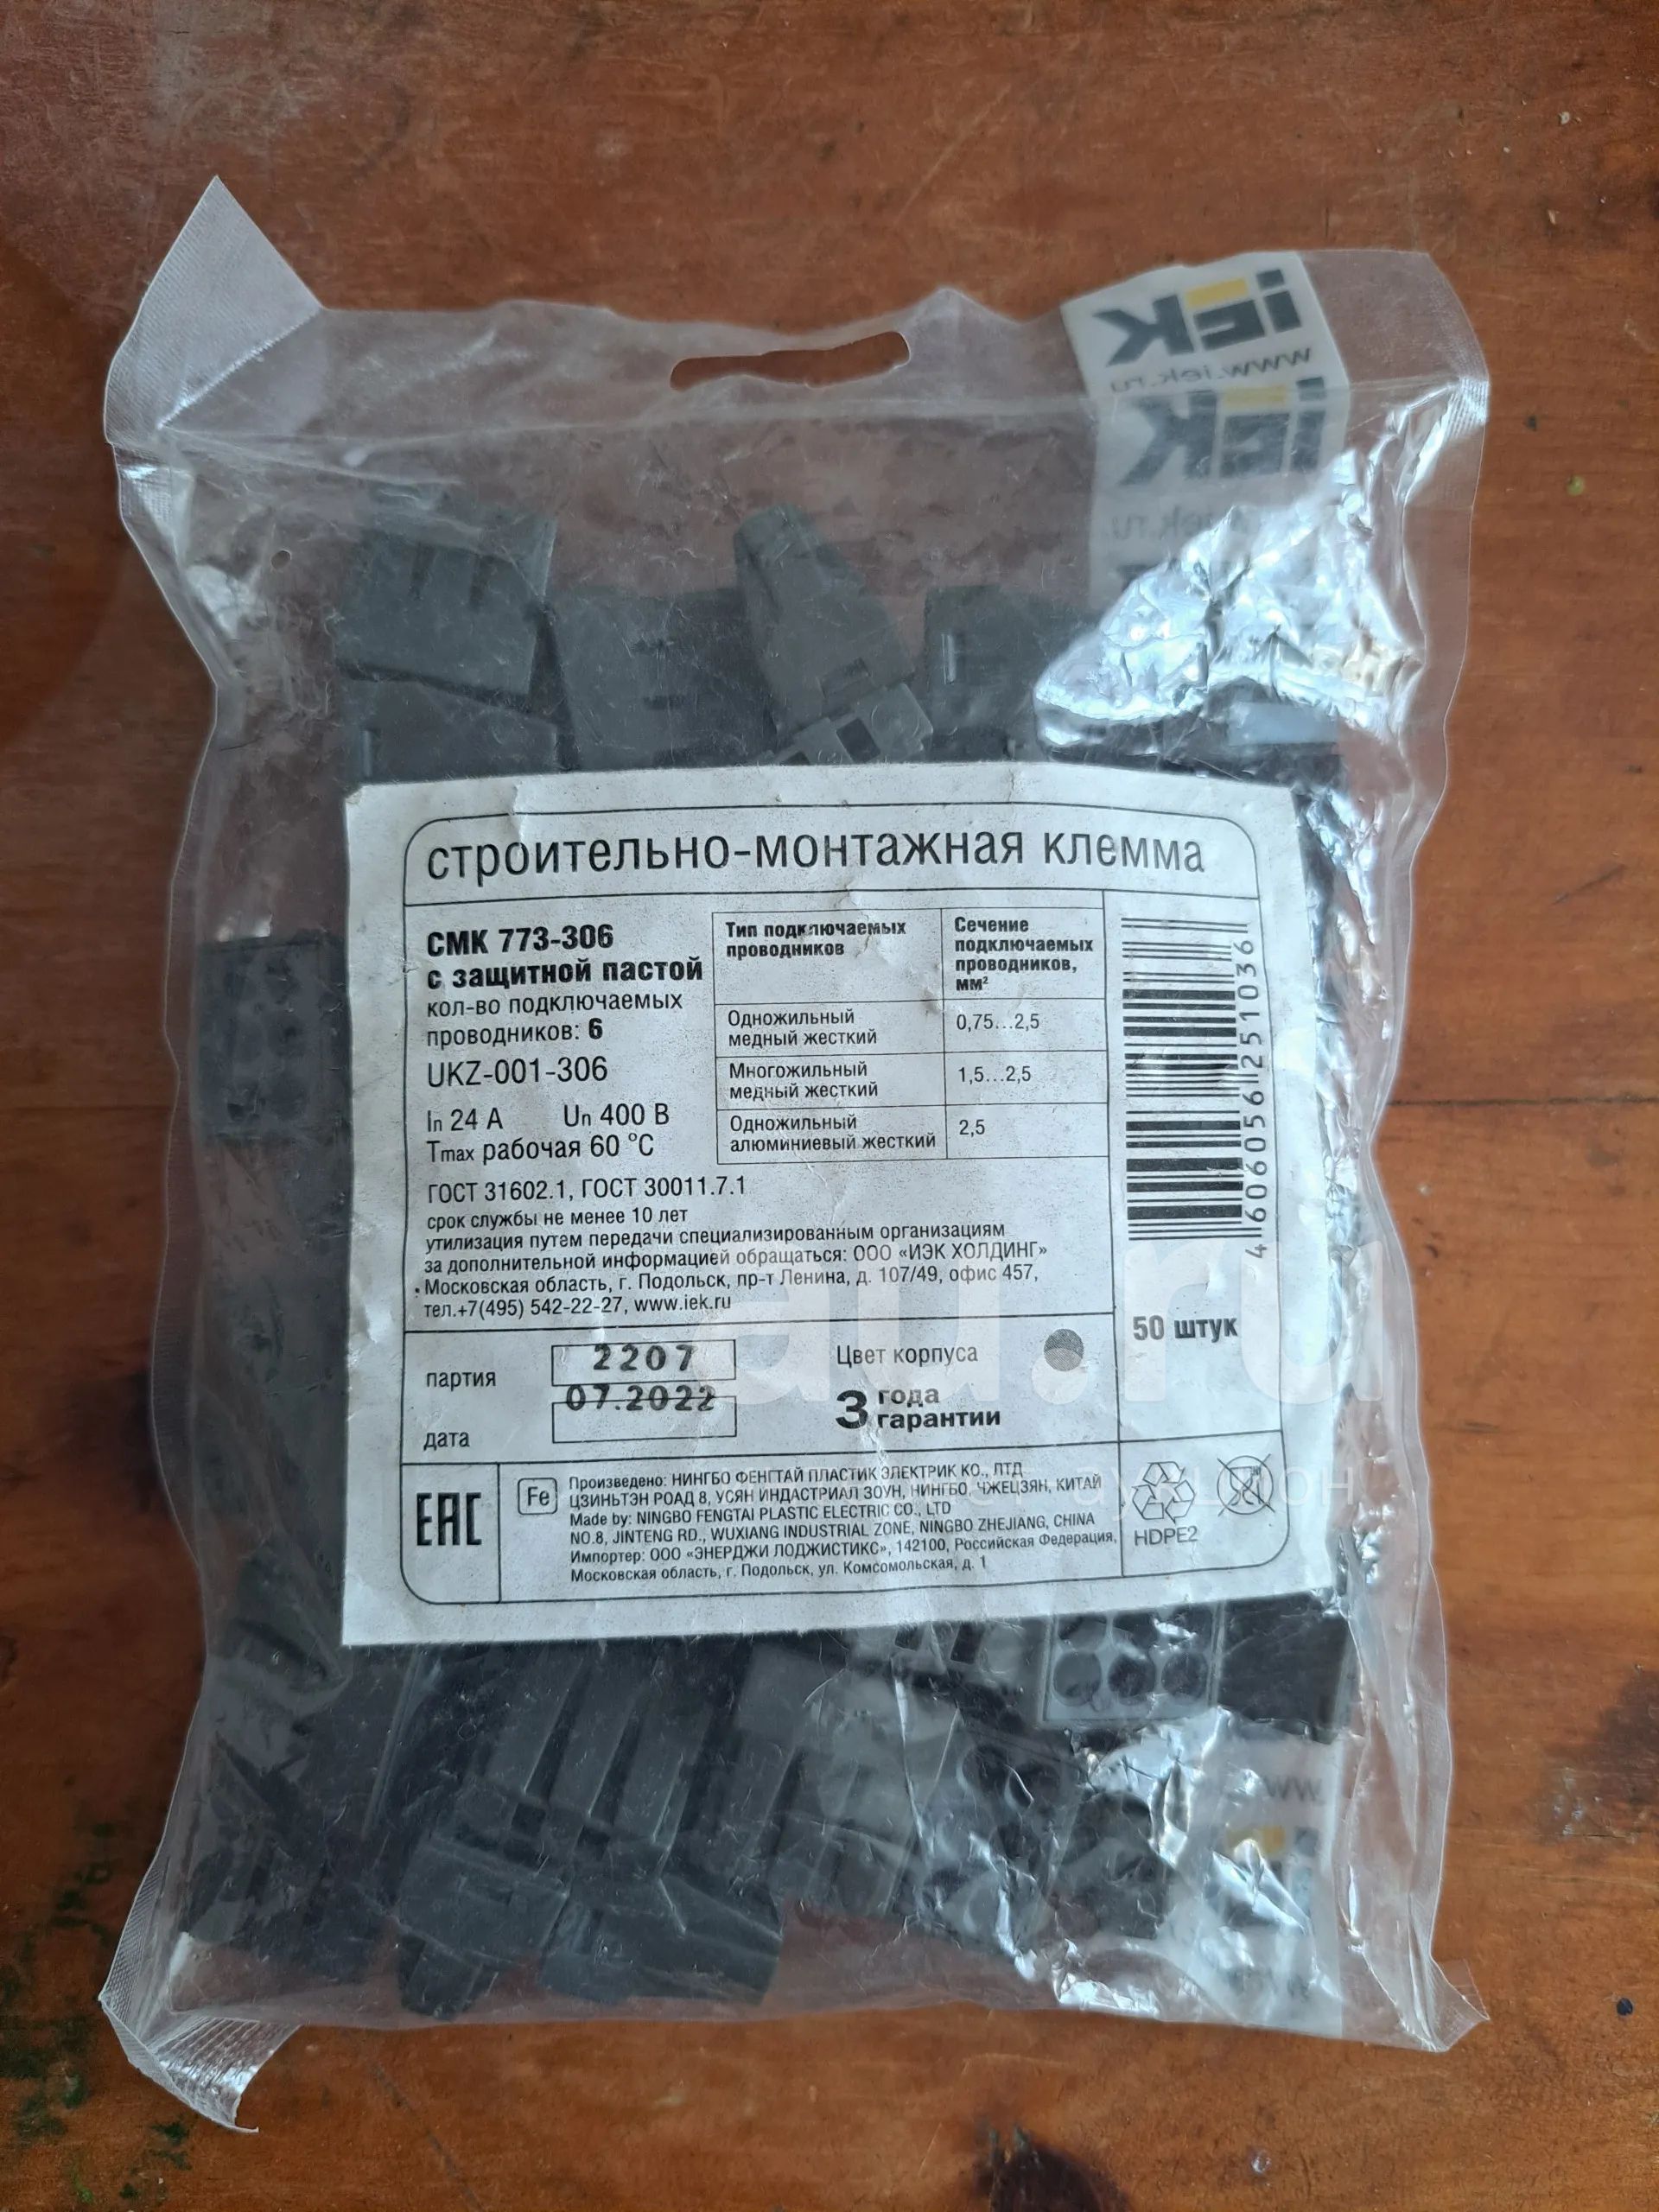 iEK
www.iek.ru
iEK
строительно-монтажная клемма
СМК 773-306
с защитной пастой
кол-во подключаемых
проводников: 6
UKZ-001-306
In 24 А Un 400 В
Tmax рабочая 60 °С
Тип подключаемых
проводников
Сечение
подключаемых
проводников,
мм²
Одножильный
медный жесткий
0,75...2,5
Многожильный
медный жесткий
1,5...2,5
Одножильный
алюминиевый жесткий
2,5
ГОСТ 31602.1, ГОСТ 30011.7.1
срок службы не менее 10 лет
утилизация путем передачи специализированным организациям
за дополнительной информацией обращаться: ООО «ИЭК ХОЛДИНГ»
Московская область, г. Подольск, пр-т Ленина, д. 107/49, офис 457,
тел.+7(495) 542-22-27, www.iek.ru
4 606056 251036
50 штук
партия
2207
07.2022
дата
Цвет корпуса
3 года
гарантии
EAC
Fe
Произведено: НИНГБО ФЕНГТАЙ ПЛАСТИК ЭЛЕКТРИК КО., ЛТД
ЦЗИНЬТЭН РОАД 8, УСЯН ИНДАСТРИАЛ ЗОУН, НИНГБО, ЧЖЕЦЗЯН, КИТАЙ
Made by: NINGBO FENGTAI PLASTIC ELECTRIC CO., LTD
NO.8, JINTENG RD., WUXIANG INDUSTRIAL ZONE, NINGBO ZHEJIANG, CHINA
Импортер: ООО «ЭНЕРДЖИ ЛОДЖИСТИКС», 142100, Российская Федерация,
Московская область, г. Подольск, ул. Комсомольская, д. 1
HDPE2
au.ru